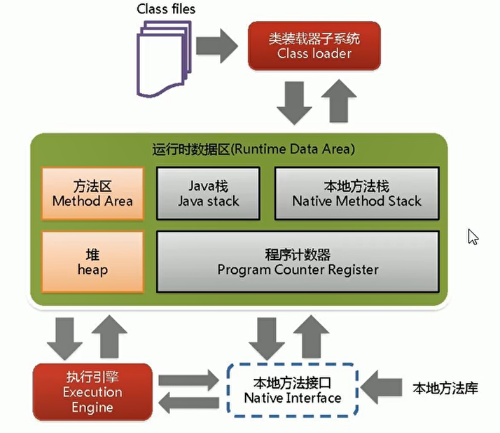 Class files
类装载器子系统
Class loader
运行时数据区(Runtime Data Area)
方法区
Method Area
Java栈
Java stack
本地方法栈
Native Method Stack
堆
heap
程序计数器
Program Counter Register
执行引擎
Execution
Engine
本地方法接口
Native Interface
本地方法库